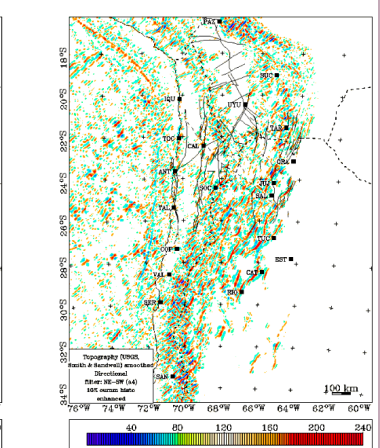 PAZ
18°S
SUC
20°S
IQU
UYU
TAR
22°S
TOC
CAL
ORA
24°S
ANT
SOC
JUJ
SAL
26°S
TAL
TUC
COP
EST
28°S
VAL
CAT
30°S
RIO
SER
32°S
Topography (USGS,
Smith & Sandwell) smoothed
Directional
filter: NE-SW (a4)
10% cumm histo
enhanced
SAN
34°S
100 km
76°W 74°W 72°W 70°W 68°W 66°W 64°W 62°W 60°W
40 80 120 160 200 240